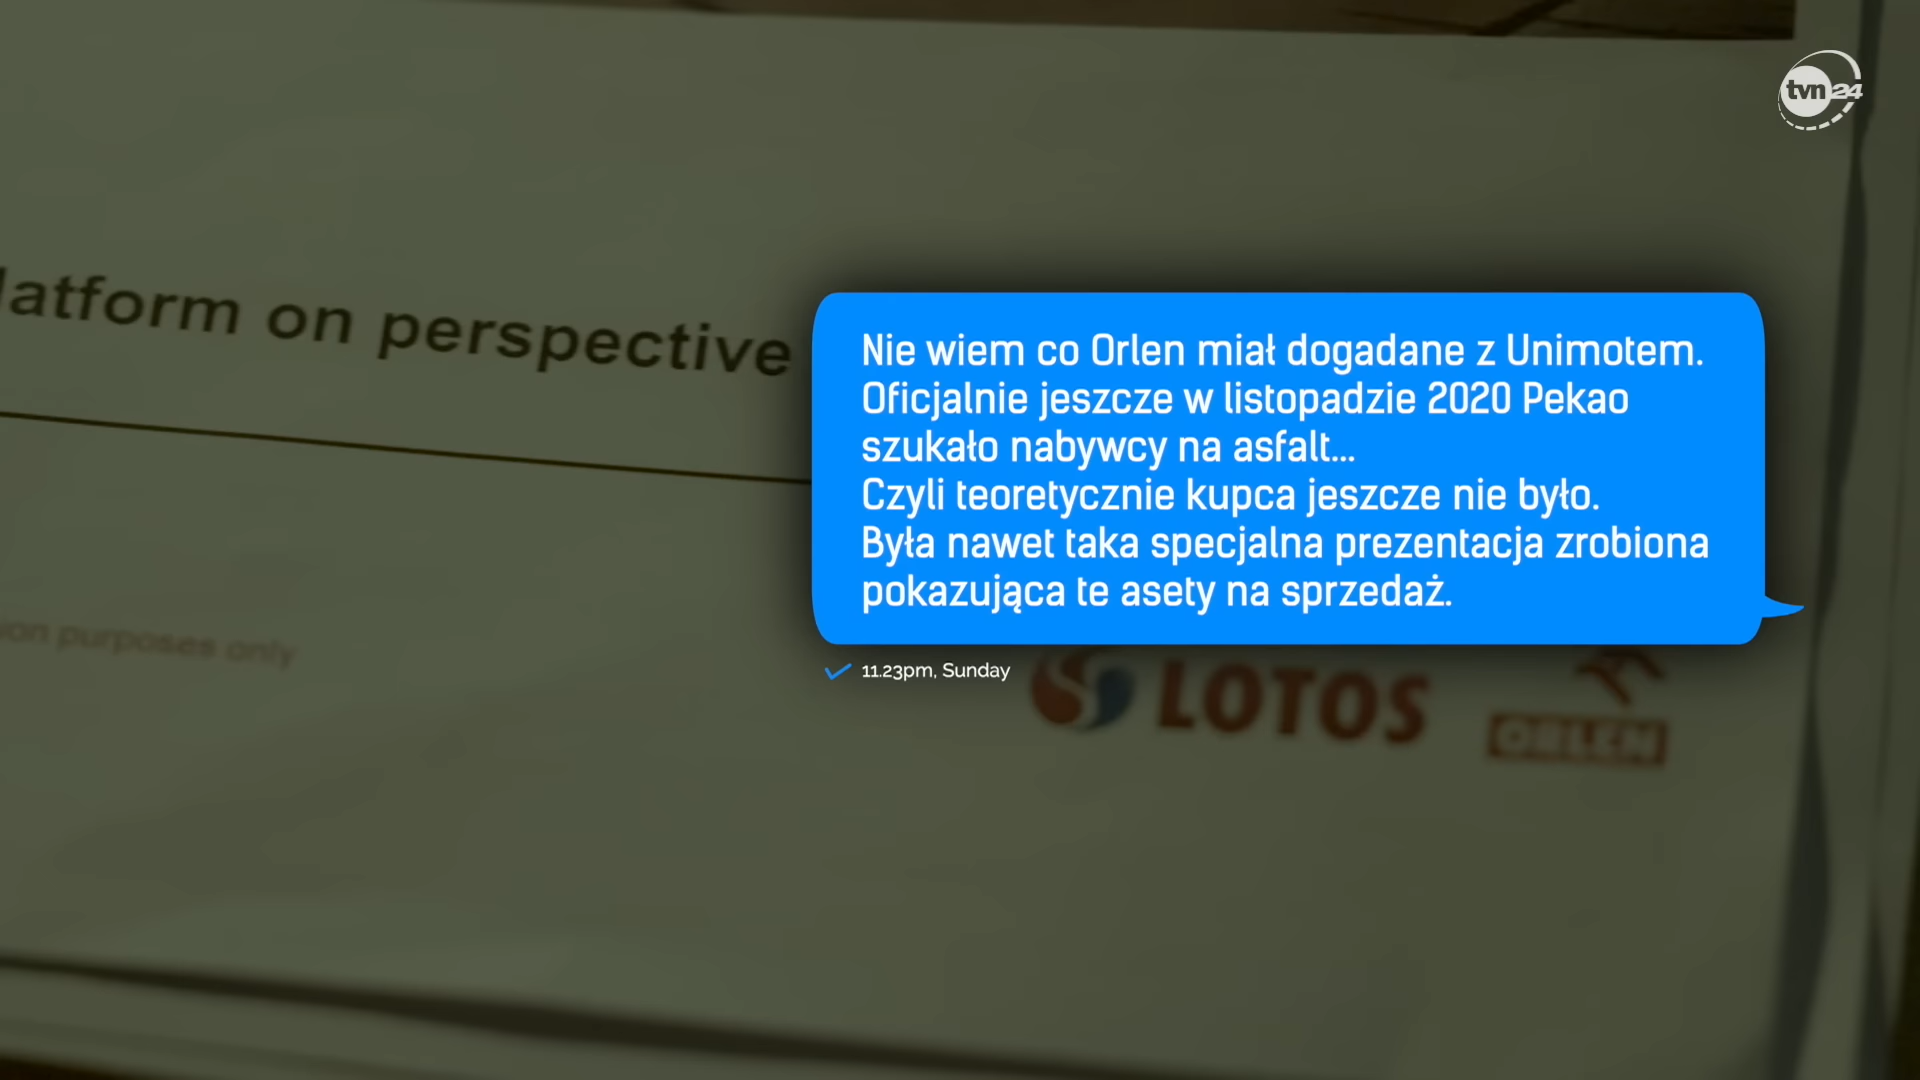 tvn24
on perspective
Nie wiem co Orlen miał dogadane z Unimotem.
Oficjalnie jeszcze w listopadzie 2020 Pekao
szukało nabywcy na asfalt...
Czyli teoretycznie kupca jeszcze nie było.
Była nawet taka specjalna prezentacja zrobiona
pokazująca te asety na sprzedaż.
purposes only
11.23pm, Sunday
LOTOS
ORLEN